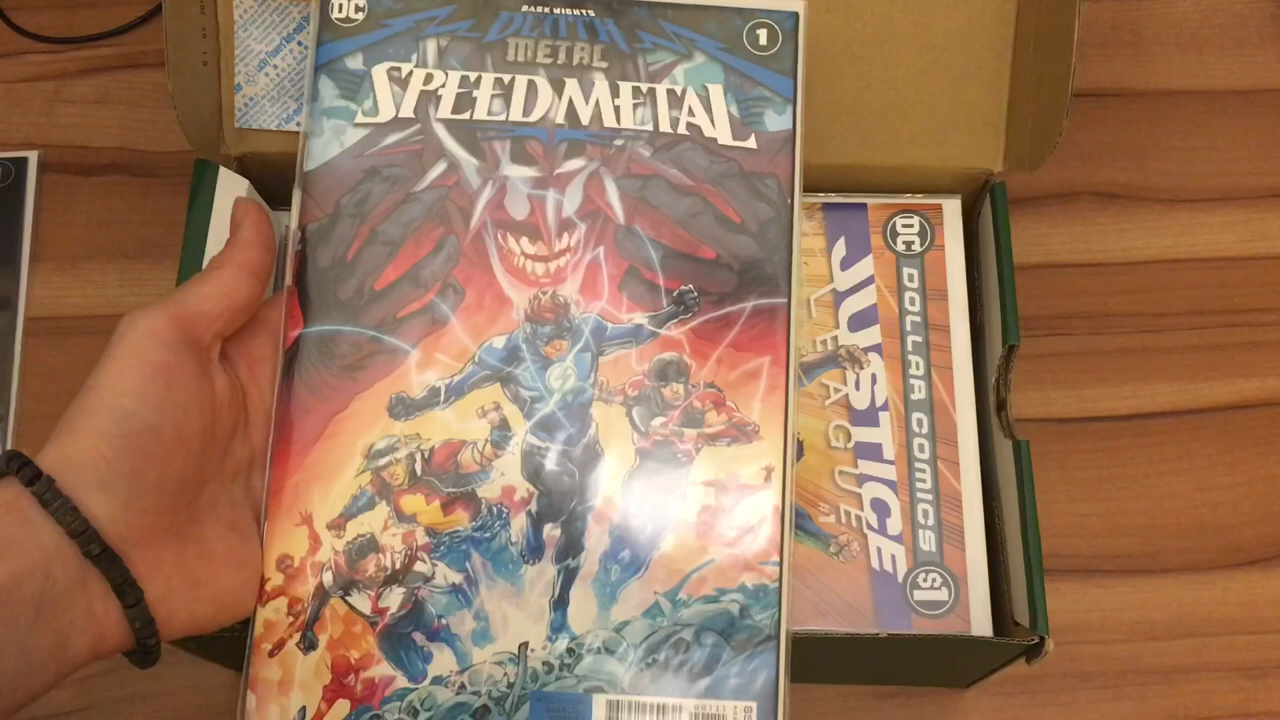 DC
DARK NIGHTS
DEATH
METAL
SPEED METAL
1
DC
DOLLAR COMICS
$1
JUSTICE
LEAGUE
#1